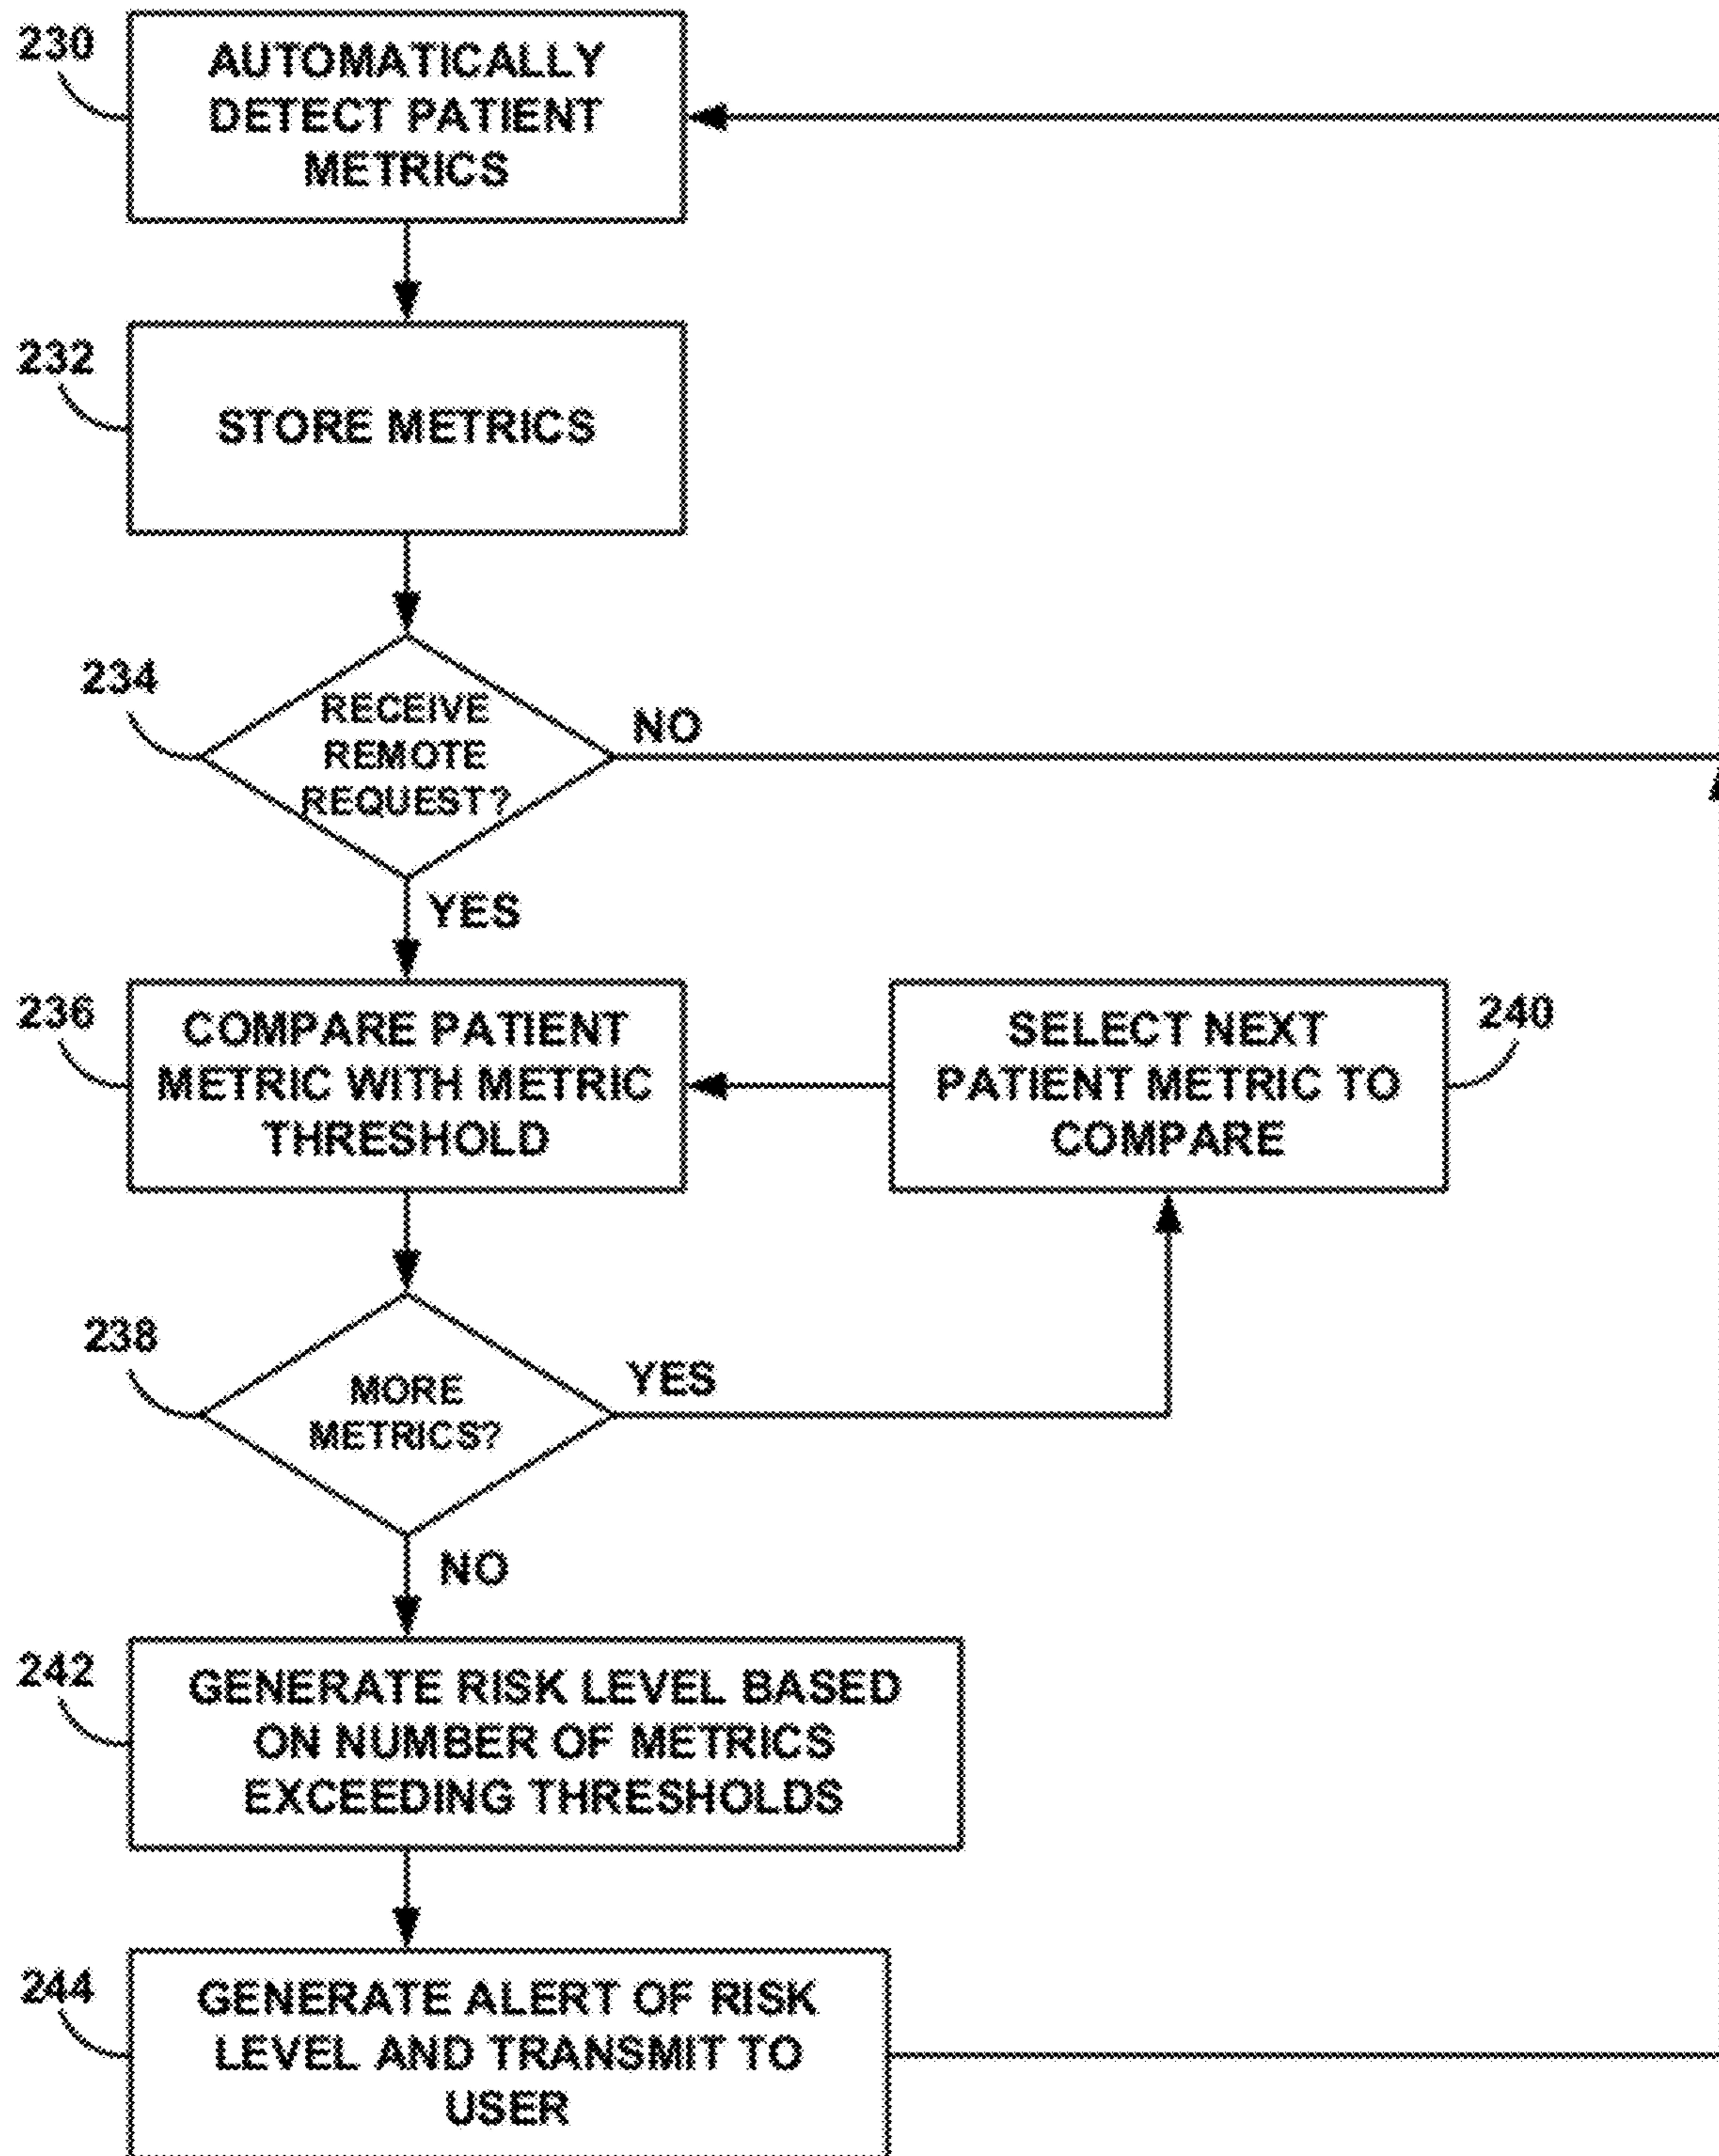 230
AUTOMATICALLY
DETECT PATIENT
METRICS
232
STORE METRICS
234
RECEIVE
REMOTE
REQUEST?
NO
YES
236
COMPARE PATIENT
METRIC WITH METRIC
THRESHOLD
SELECT NEXT
PATIENT METRIC TO
COMPARE
240
238
MORE
METRICS?
YES
NO
242
GENERATE RISK LEVEL BASED
ON NUMBER OF METRICS
EXCEEDING THRESHOLDS
244
GENERATE ALERT OF RISK
LEVEL AND TRANSMIT TO
USER